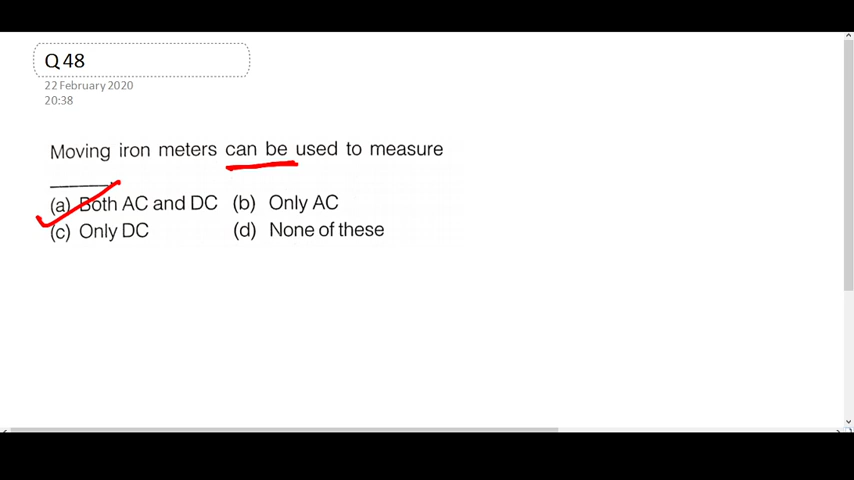 Q 48
22 February 2020
20:38
Moving iron meters can be used to measure
______.
(a) Both AC and DC (b) Only AC
(c) Only DC (d) None of these